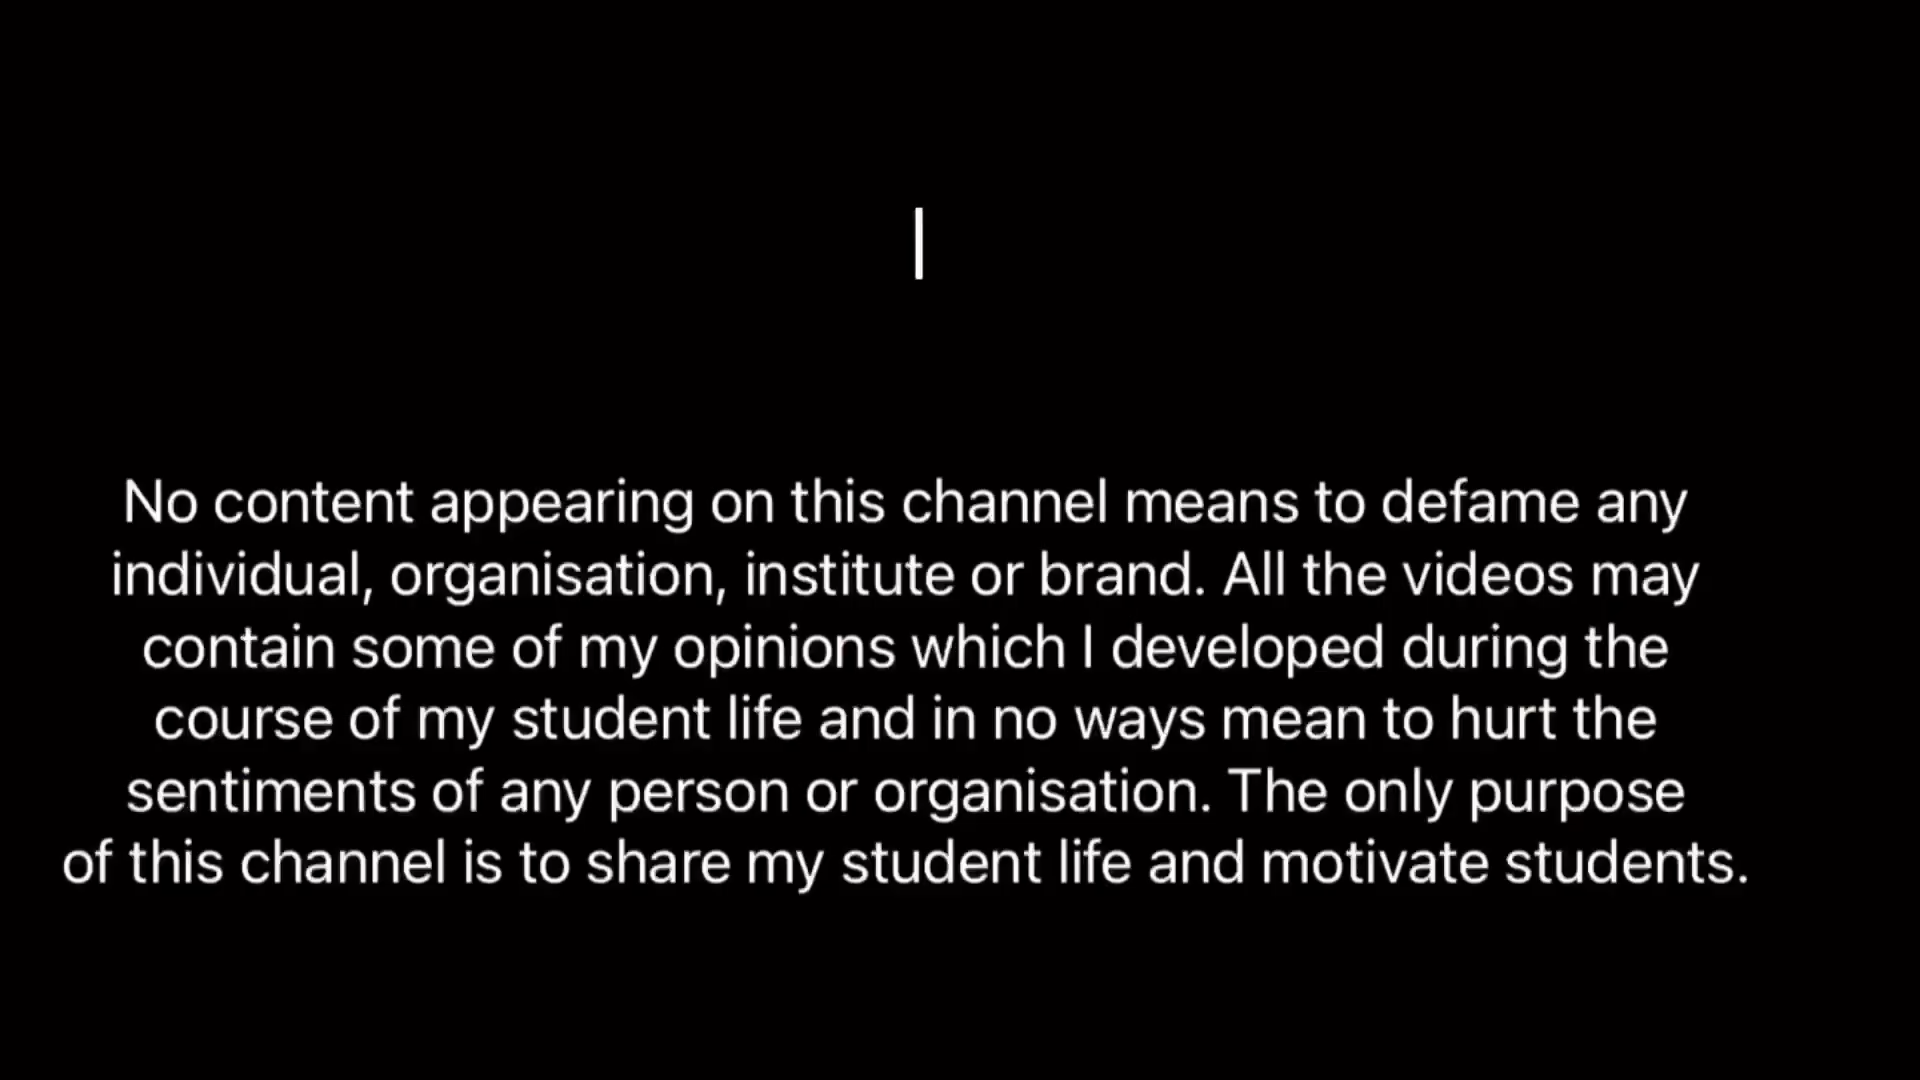 No content appearing on this channel means to defame any
individual, organisation, institute or brand. All the videos may
contain some of my opinions which I developed during the
course of my student life and in no ways mean to hurt the
sentiments of any person or organisation. The only purpose
of this channel is to share my student life and motivate students.